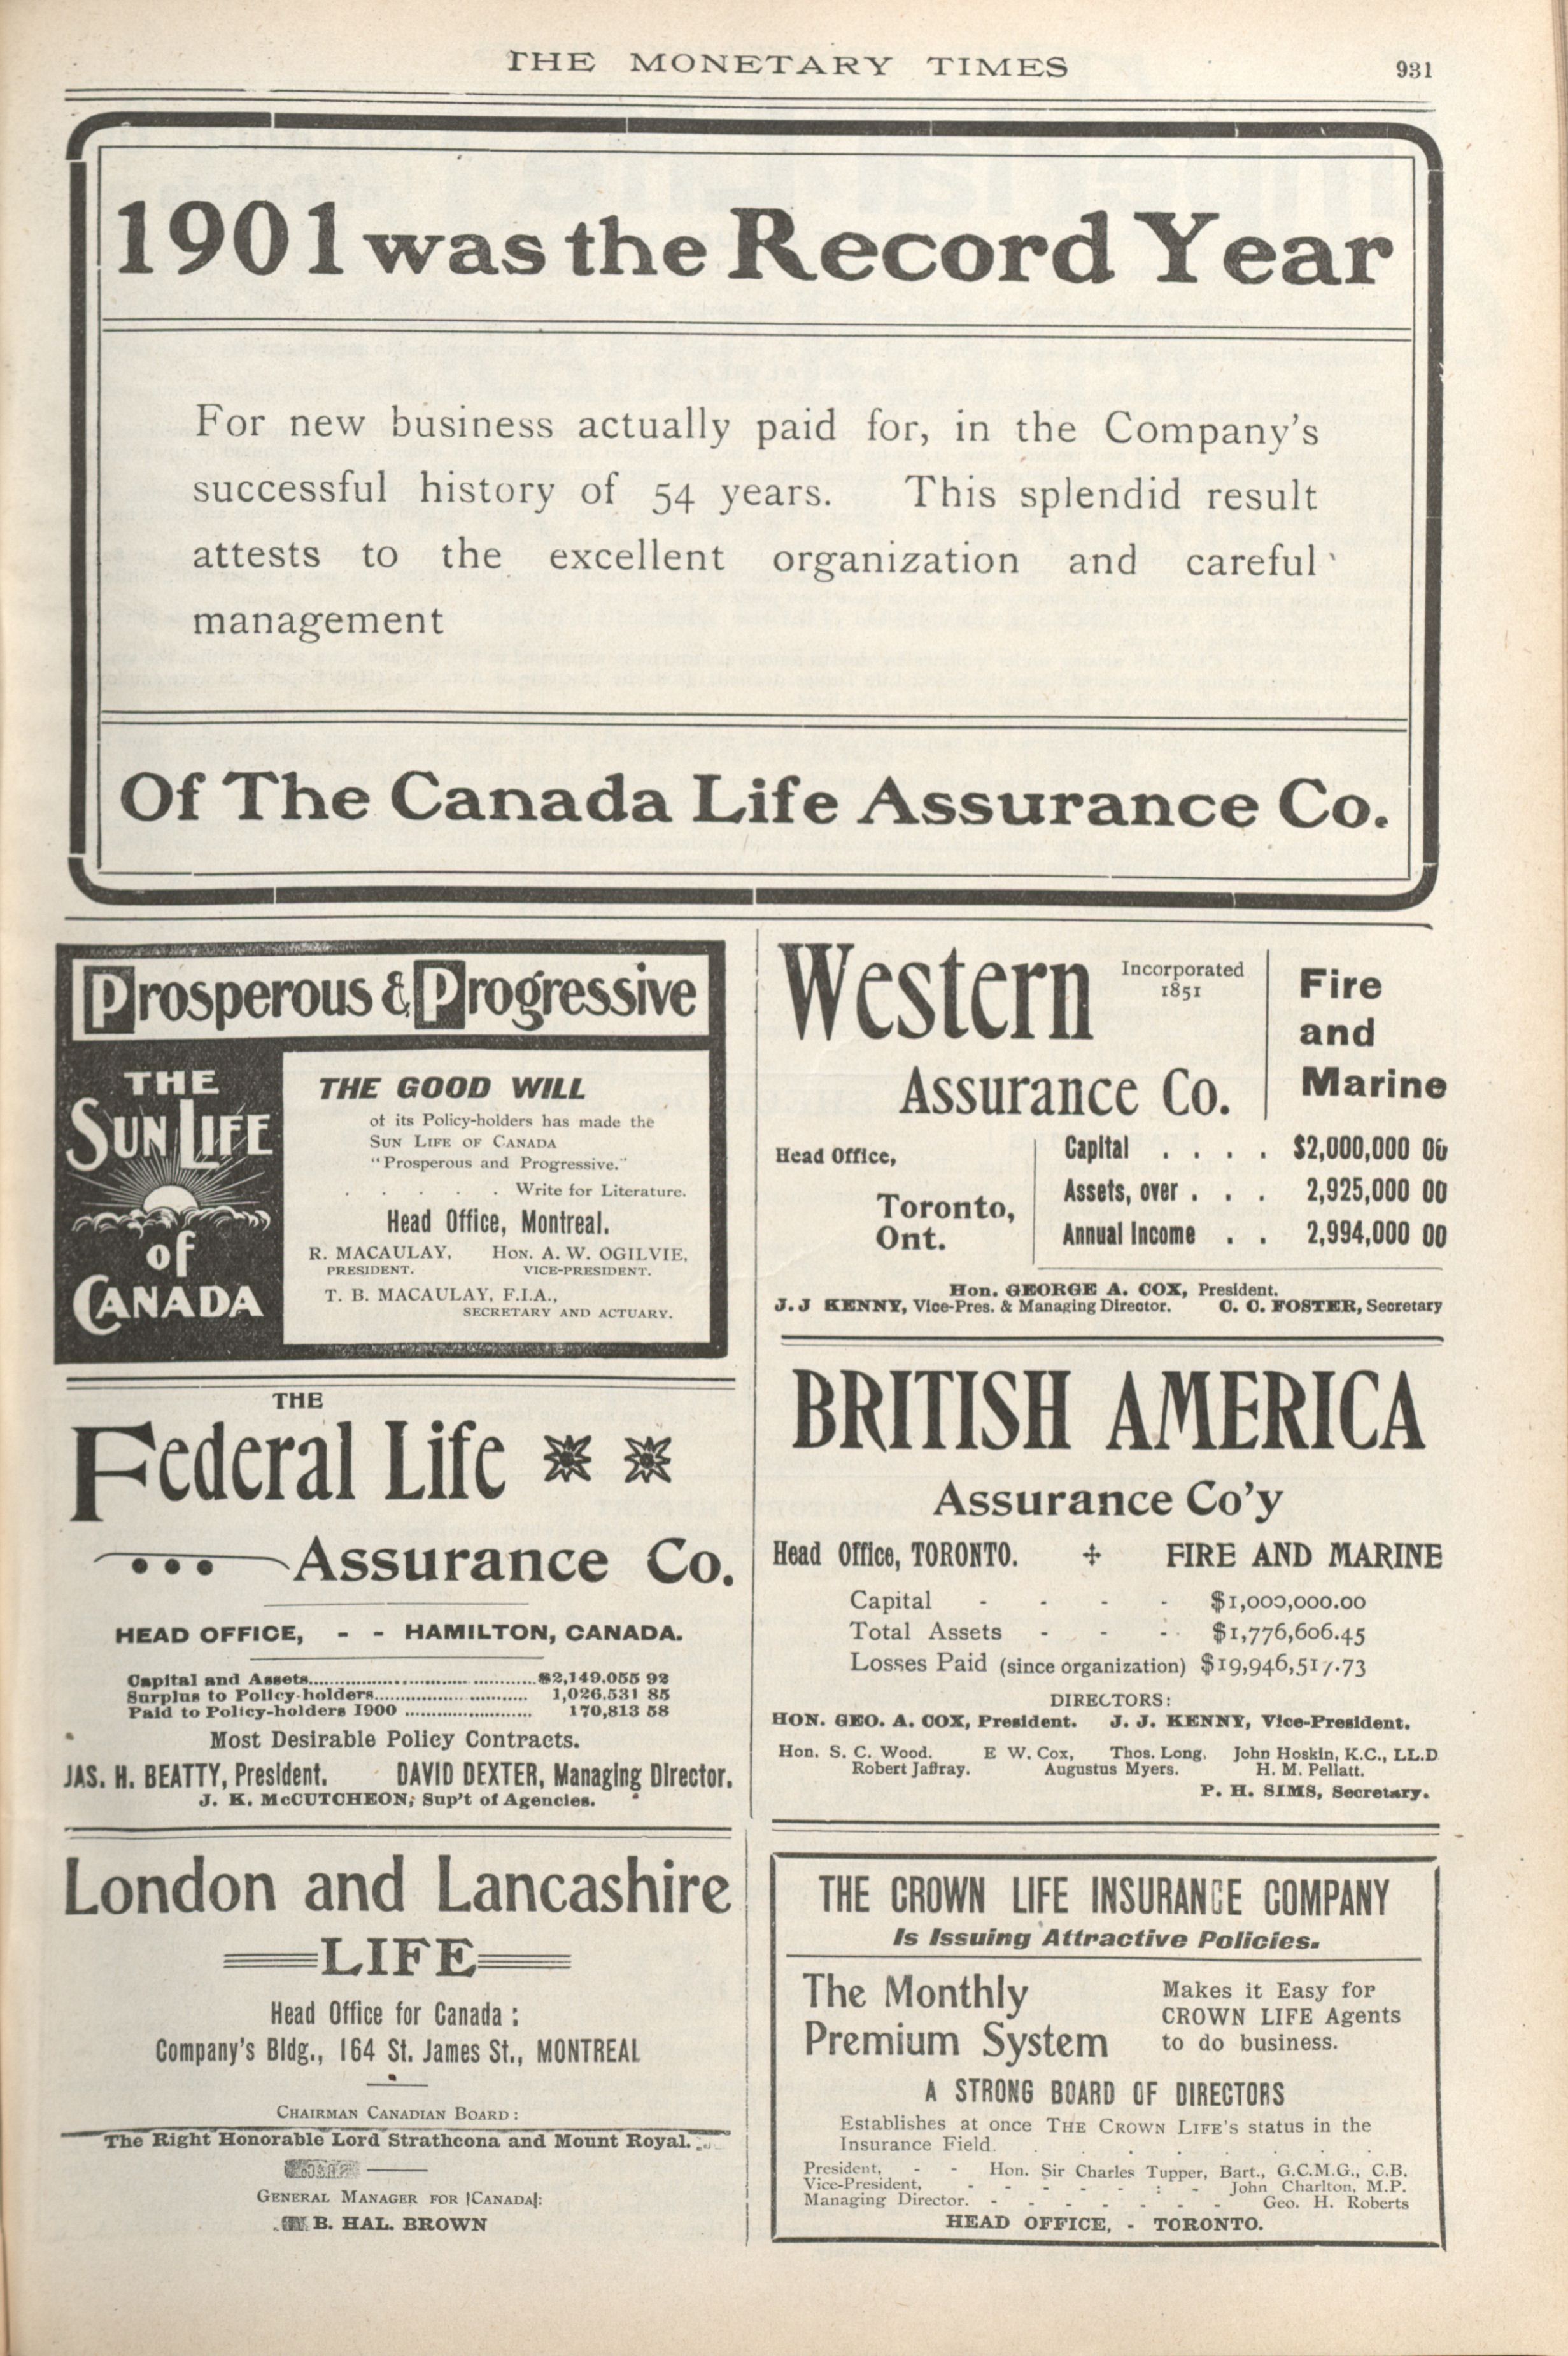 THE MONETARY TIMES 931
1901 was the Record Year
For new business actually paid for, in the Company's
successful history of 54 years. This splendid result
attests to the excellent organization and careful
management
Of The Canada Life Assurance Co.
Prosperous & Progressive
THE
SUN LIFE
of
CANADA
THE GOOD WILL
of its Policy-holders has made the
SUN LIFE OF CANADA
"Prosperous and Progressive."
. . . . . Write for Literature.
Head Office, Montreal.
R. MACAULAY, HON. A. W. OGILVIE,
PRESIDENT. VICE-PRESIDENT.
T. B. MACAULAY, F.I.A.,
SECRETARY AND ACTUARY.
THE
Federal Life
... Assurance Co.
HEAD OFFICE, - - HAMILTON, CANADA.
Capital and Assets..........$2,149,055 92
Surplus to Policy-holders.......... 1,026,531 85
Paid to Policy-holders 1900 .......... 170,813 58
Most Desirable Policy Contracts.
JAS. H. BEATTY, President. DAVID DEXTER, Managing Director.
J. K. McCUTCHEON, Sup't of Agencies.
London and Lancashire
LIFE
Head Office for Canada :
Company's Bldg., 164 St. James St., MONTREAL
CHAIRMAN CANADIAN BOARD :
The Right Honorable Lord Strathcona and Mount Royal.
GENERAL MANAGER FOR CANADA:
B. HAL. BROWN
Western Incorporated
1851
Assurance Co.
Fire
and
Marine
Head Office,
Toronto,
Ont.
Capital . . . . $2,000,000 00
Assets, over . . . 2,925,000 00
Annual Income . . 2,994,000 00
Hon. GEORGE A. COX, President.
J. J KENNY, Vice-Pres. & Managing Director. C. C. FOSTER, Secretary
BRITISH AMERICA
Assurance Co'y
Head Office, TORONTO. ✢ FIRE AND MARINE
Capital - - - - $1,000,000.00
Total Assets - - - $1,776,606.45
Losses Paid (since organization) $19,946,517.73
DIRECTORS:
HON. GEO. A. COX, President. J. J. KENNY, Vice-President.
Hon. S. C. Wood. E W. Cox, Thos. Long, John Hoskin, K.C., LL.D
Robert Jaffray. Augustus Myers. H. M. Pellatt.
P. H. SIMS, Secretary.
THE CROWN LIFE INSURANCE COMPANY
Is Issuing Attractive Policies.
The Monthly
Premium System
Makes it Easy for
CROWN LIFE Agents
to do business.
A STRONG BOARD OF DIRECTORS
Establishes at once THE CROWN LIFE'S status in the
Insurance Field.
President, - - Hon. Sir Charles Tupper, Bart., G.C.M.G., C.B.
Vice-President, - - - - - : - John Charlton, M.P.
Managing Director. - - - - - - - Geo. H. Roberts
HEAD OFFICE, - TORONTO.